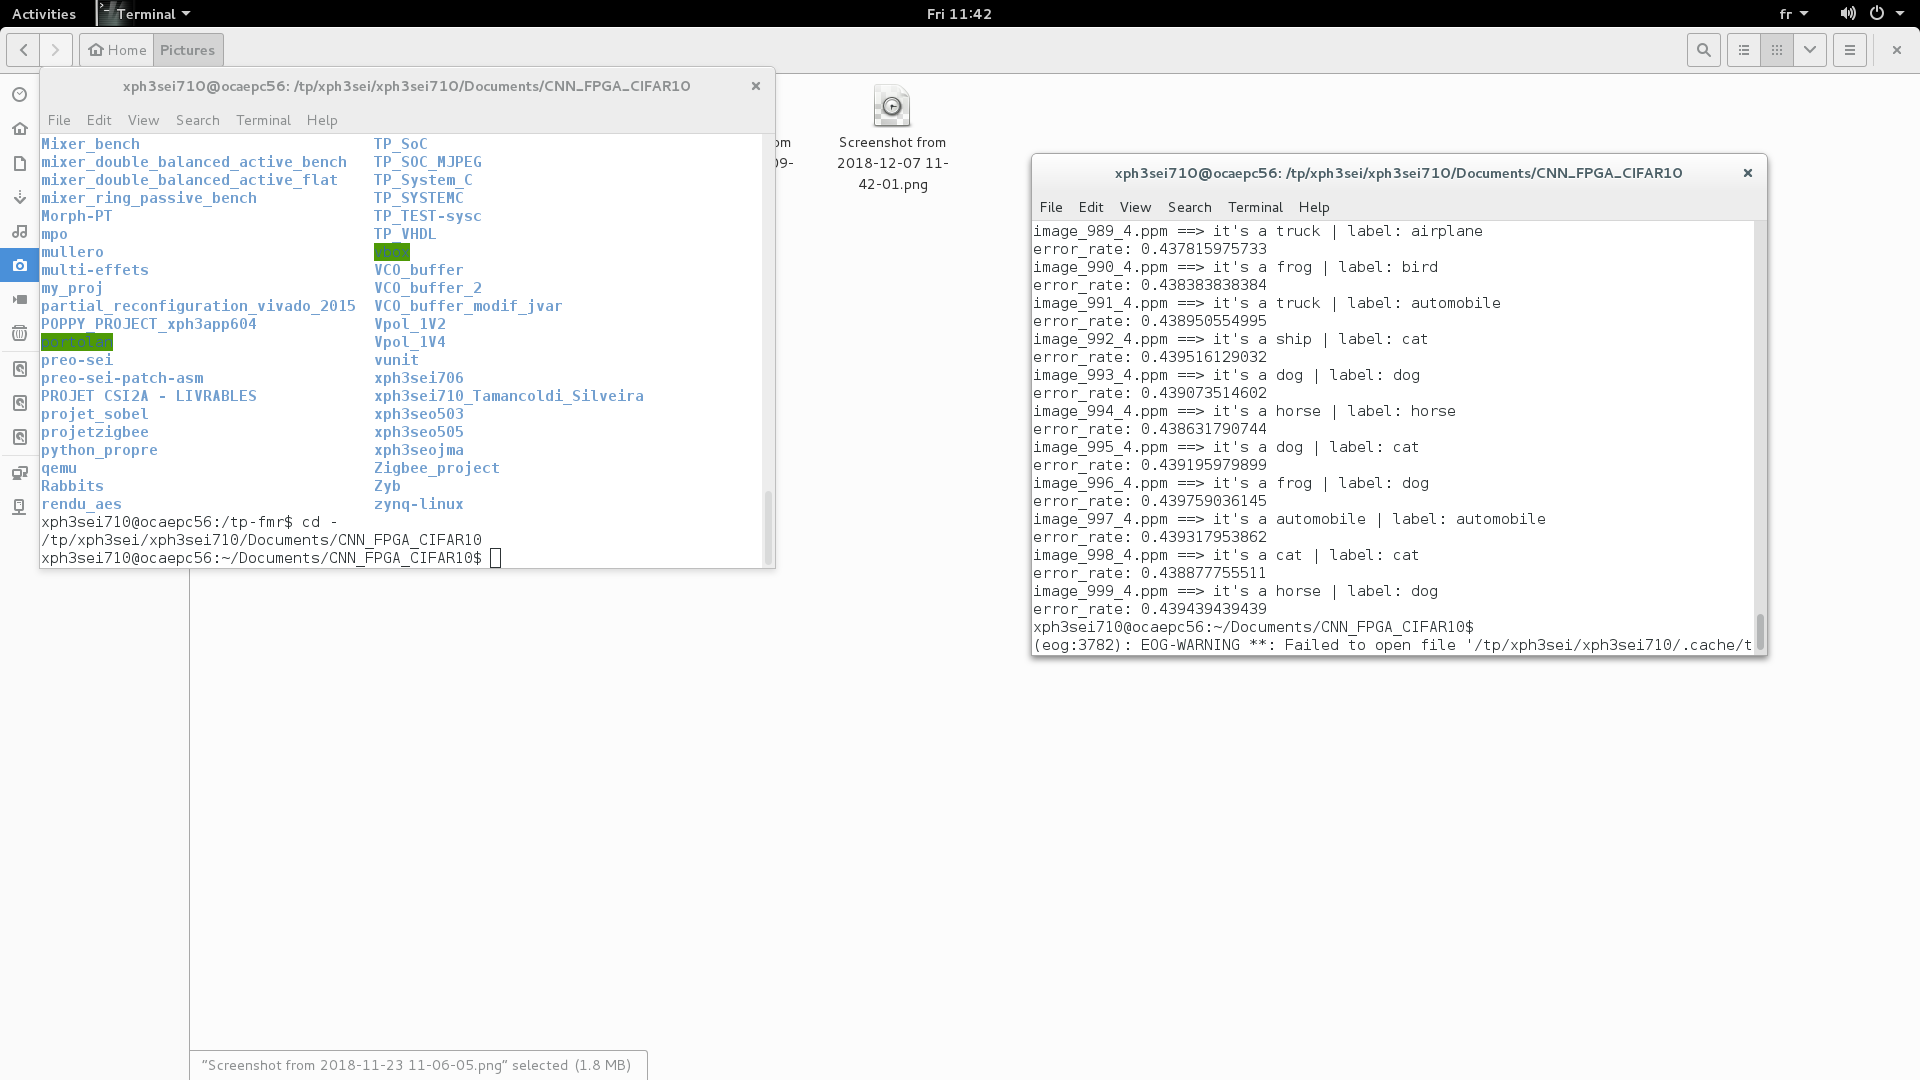 Activities
Terminal
Fri 11:42
fr
Home
Pictures
xph3sei710@ocaepc56: /tp/xph3sei/xph3sei710/Documents/CNN_FPGA_CIFAR10
File Edit View Search Terminal Help
Mixer_bench TP_SoC
mixer_double_balanced_active_bench TP_SOC_MJPEG
mixer_double_balanced_active_flat TP_System_C
mixer_ring_passive_bench TP_SYSTEMC
Morph-PT TP_TEST-sysc
mpo TP_VHDL
mullero vbox
multi-effets VCO_buffer
my_proj VCO_buffer_2
partial_reconfiguration_vivado_2015 VCO_buffer_modif_jvar
POPPY_PROJECT_xph3app604 Vpol_1V2
portolan Vpol_1V4
preo-sei vunit
preo-sei-patch-asm xph3sei706
PROJET CSI2A - LIVRABLES xph3sei710_Tamancoldi_Silveira
projet_sobel xph3seo503
projetzigbee xph3seo505
python_propre xph3seojma
qemu Zigbee_project
Rabbits Zyb
rendu_aes zynq-linux
xph3sei710@ocaepc56:/tp-fmr$ cd -
/tp/xph3sei/xph3sei710/Documents/CNN_FPGA_CIFAR10
xph3sei710@ocaepc56:~/Documents/CNN_FPGA_CIFAR10$
om
09-
Screenshot from
2018-12-07 11-
42-01.png
xph3sei710@ocaepc56: /tp/xph3sei/xph3sei710/Documents/CNN_FPGA_CIFAR10
File Edit View Search Terminal Help
image_989_4.ppm ==> it's a truck | label: airplane
error_rate: 0.437815975733
image_990_4.ppm ==> it's a frog | label: bird
error_rate: 0.438383838384
image_991_4.ppm ==> it's a truck | label: automobile
error_rate: 0.438950554995
image_992_4.ppm ==> it's a ship | label: cat
error_rate: 0.439516129032
image_993_4.ppm ==> it's a dog | label: dog
error_rate: 0.439073514602
image_994_4.ppm ==> it's a horse | label: horse
error_rate: 0.438631790744
image_995_4.ppm ==> it's a dog | label: cat
error_rate: 0.439195979899
image_996_4.ppm ==> it's a frog | label: dog
error_rate: 0.439759036145
image_997_4.ppm ==> it's a automobile | label: automobile
error_rate: 0.439317953862
image_998_4.ppm ==> it's a cat | label: cat
error_rate: 0.438877755511
image_999_4.ppm ==> it's a horse | label: dog
error_rate: 0.439439439439
xph3sei710@ocaepc56:~/Documents/CNN_FPGA_CIFAR10$
(eog:3782): EOG-WARNING **: Failed to open file '/tp/xph3sei/xph3sei710/.cache/t
"Screenshot from 2018-11-23 11-06-05.png" selected (1.8 MB)